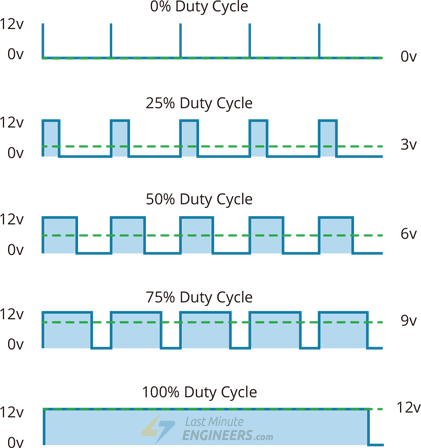 0% Duty Cycle
12v
0v
0v
25% Duty Cycle
12v
3v
0v
50% Duty Cycle
12v
6v
0v
75% Duty Cycle
12v
9v
0v
100% Duty Cycle
12v
12v
Last Minute
ENGINEERS.com
0v